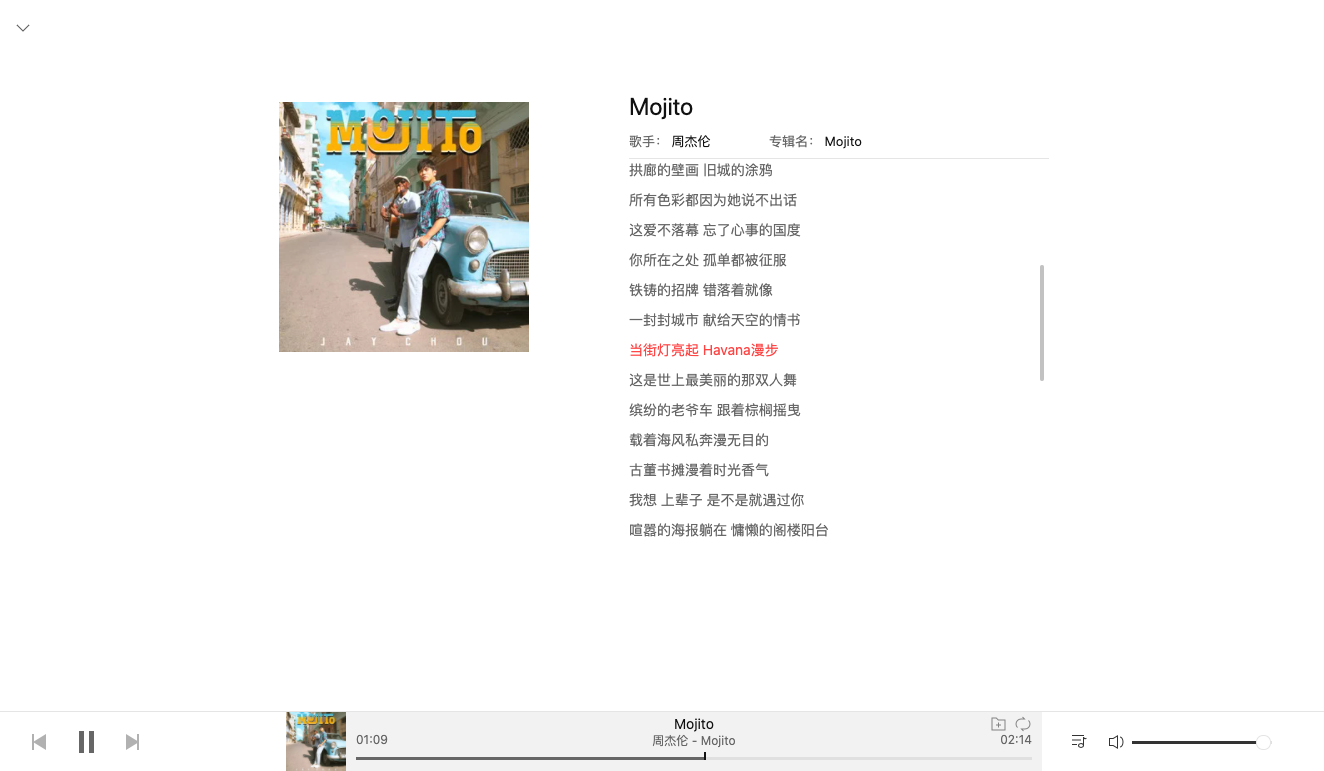 MOJITO
JAY CHOU
Mojito
歌手： 周杰伦 专辑名： Mojito
拱廊的壁画 旧城的涂鸦
所有色彩都因为她说不出话
这爱不落幕 忘了心事的国度
你所在之处 孤单都被征服
铁铸的招牌 错落着就像
一封封城市 献给天空的情书
当街灯亮起 Havana漫步
这是世上最美丽的那双人舞
缤纷的老爷车 跟着棕榈摇曳
载着海风私奔漫无目的
古董书摊漫着时光香气
我想 上辈子 是不是就遇过你
喧嚣的海报躺在 慵懒的阁楼阳台
MOJITO
Mojito
01:09 周杰伦 - Mojito 02:14